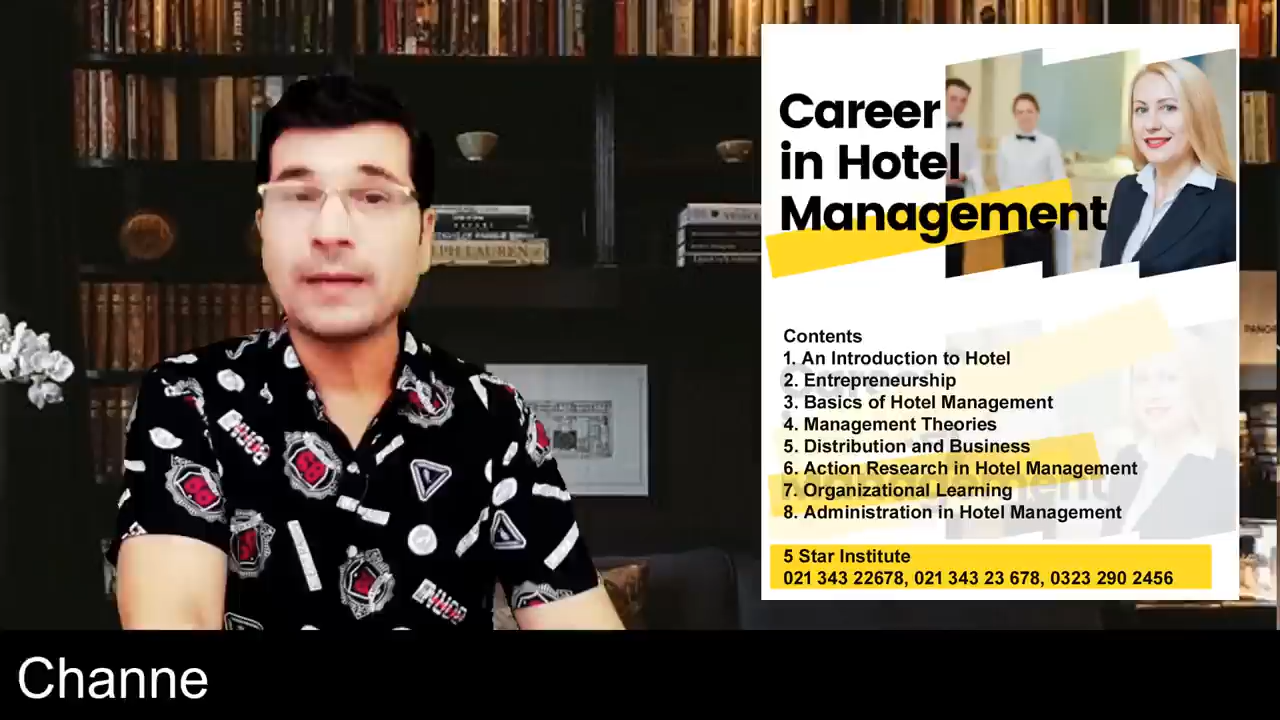 Career
in Hotel
Management
Contents
1. An Introduction to Hotel
2. Entrepreneurship
3. Basics of Hotel Management
4. Management Theories
5. Distribution and Business
6. Action Research in Hotel Management
7. Organizational Learning
8. Administration in Hotel Management
5 Star Institute
021 343 22678, 021 343 23 678, 0323 290 2456
Channe